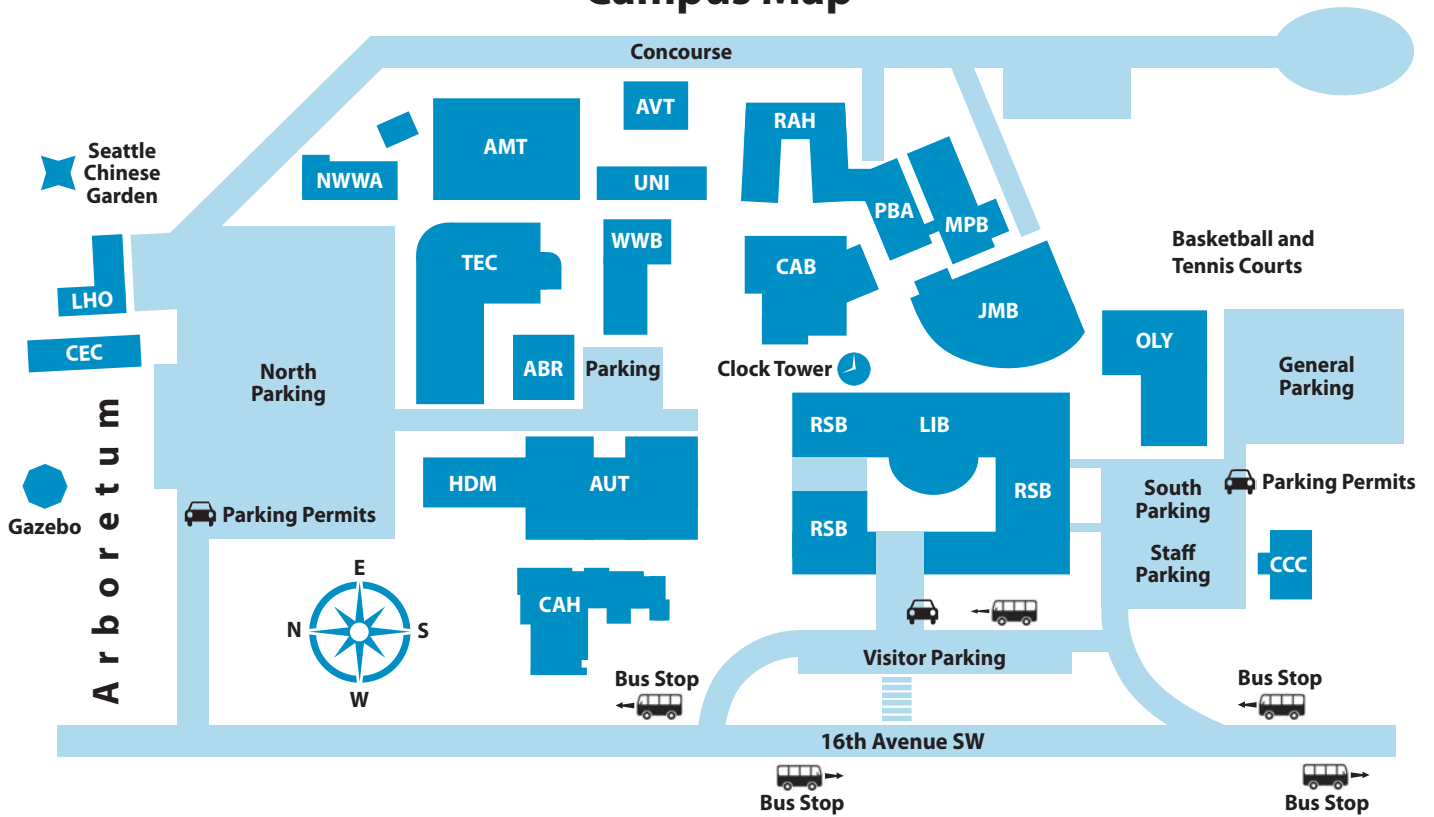 Campus Map
Concourse
AVT
RAH
AMT
Seattle
Chinese
Garden
NWWA
UNI
PBA
MPB
WWB
Basketball and
Tennis Courts
TEC
CAB
LHO
JMB
OLY
CEC
North
Parking
ABR
Parking
Clock Tower
General
Parking
Arboretum
RSB
LIB
HDM
AUT
RSB
South
Parking
Parking Permits
Gazebo
Parking Permits
RSB
Staff
Parking
CCC
E
N
S
W
CAH
Visitor Parking
Bus Stop
Bus Stop
16th Avenue SW
Bus Stop
Bus Stop